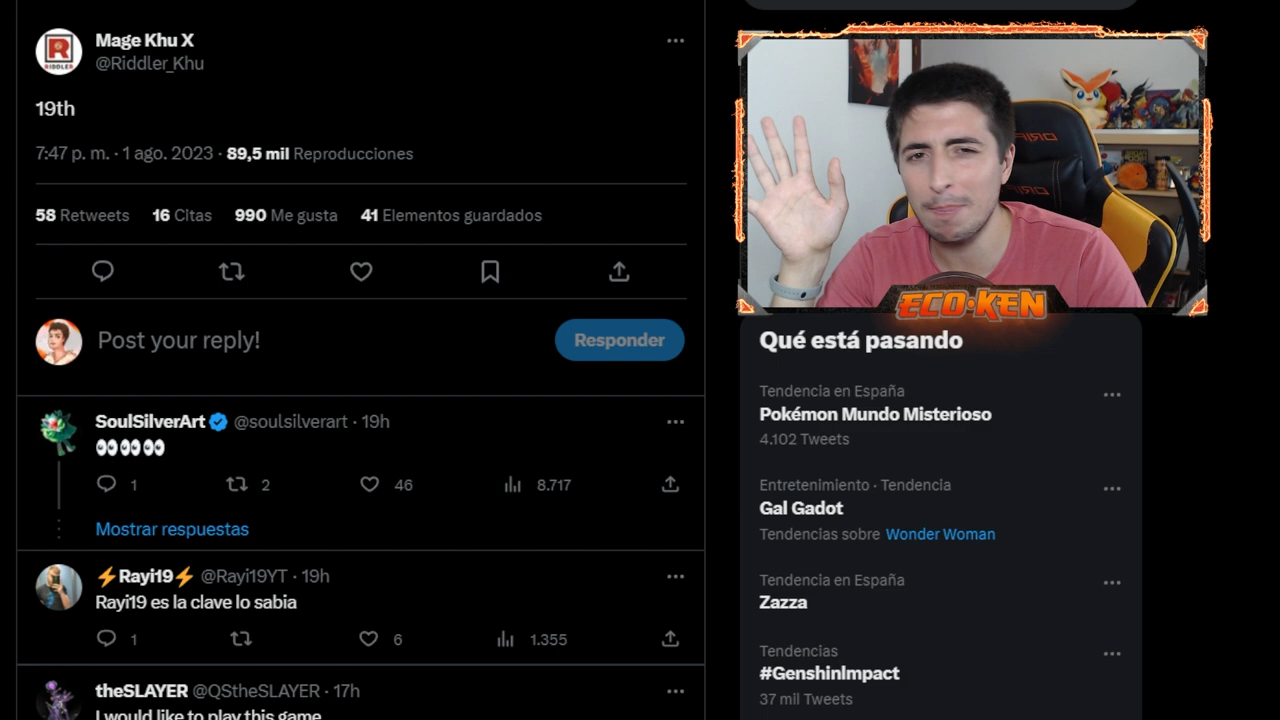 Mage Khu X
@Riddler_Khu
19th
7:47 p. m. · 1 ago. 2023 · 89,5 mil Reproducciones
58 Retweets 16 Citas 990 Me gusta 41 Elementos guardados
Post your reply!
Responder
SoulSilverArt @soulsilverart · 19h
1 2 46 8.717
Mostrar respuestas
⚡Rayi19⚡ @Rayi19YT · 19h
Rayi19 es la clave lo sabia
1 6 1.355
theSLAYER @QStheSLAYER · 17h
I would like to play this game
ECO·KEN
Qué está pasando
Tendencia en España
Pokémon Mundo Misterioso
4.102 Tweets
Entretenimiento · Tendencia
Gal Gadot
Tendencias sobre Wonder Woman
Tendencia en España
Zazza
Tendencias
#GenshinImpact
37 mil Tweets